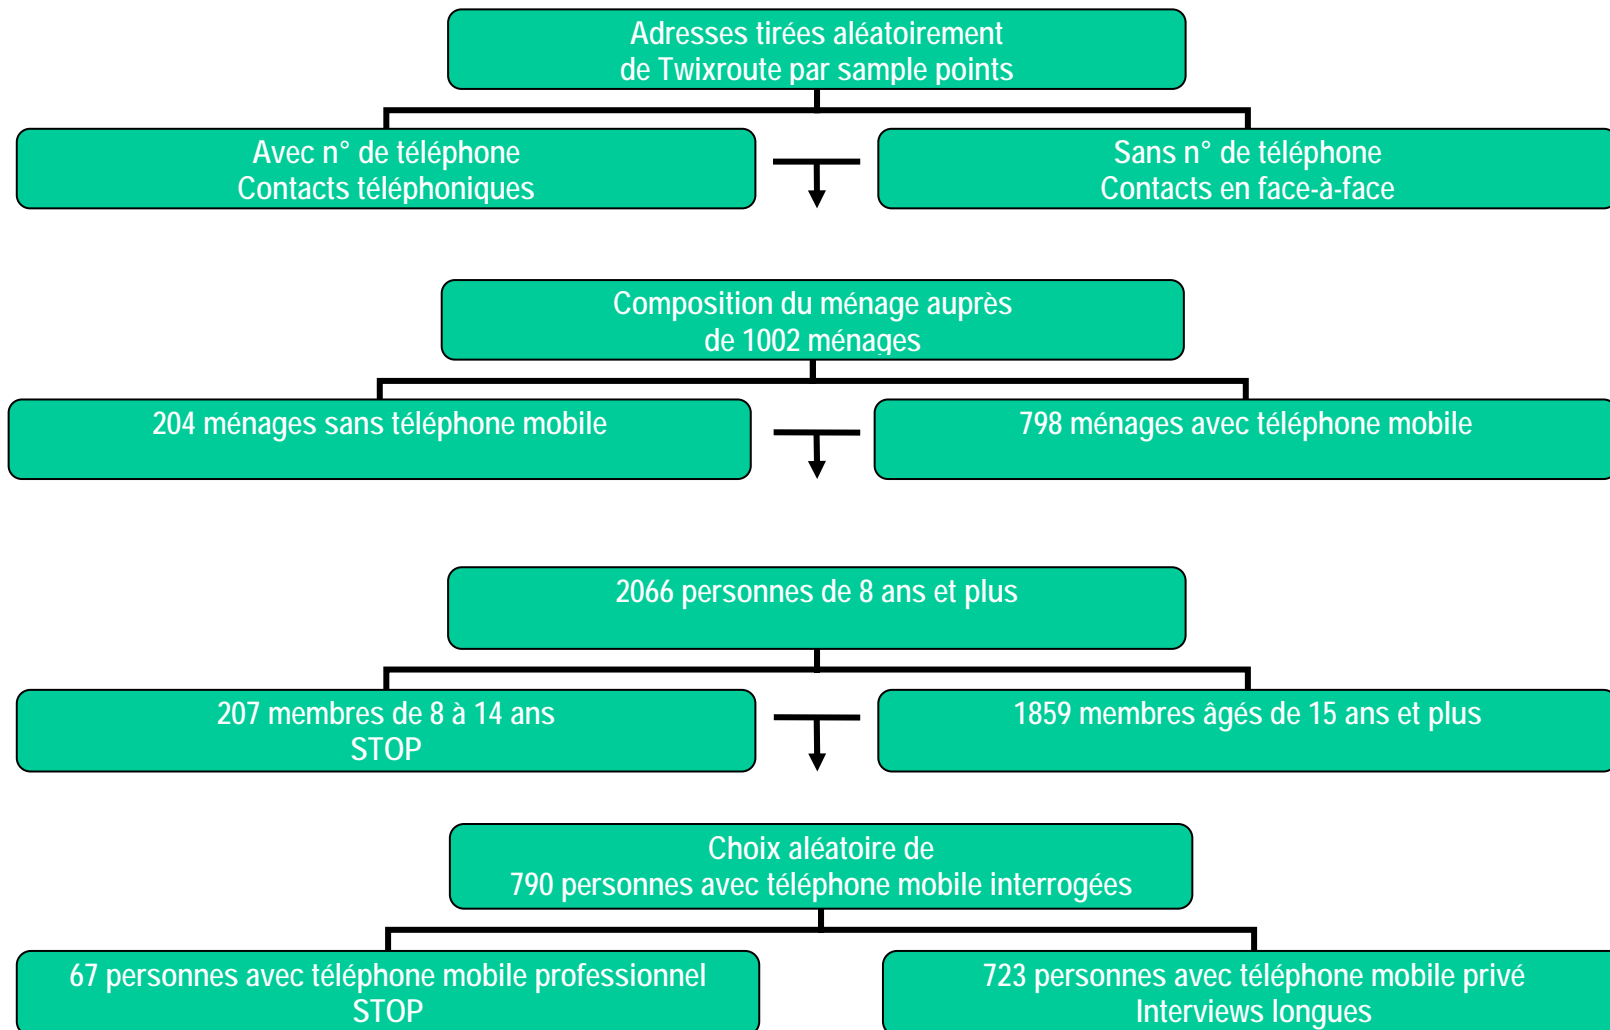 Adresses tirées aléatoirement
de Twixroute par sample points
Avec n° de téléphone
Contacts téléphoniques
Sans n° de téléphone
Contacts en face-à-face
Composition du ménage auprès
de 1002 ménages
204 ménages sans téléphone mobile
798 ménages avec téléphone mobile
2066 personnes de 8 ans et plus
207 membres de 8 à 14 ans
STOP
1859 membres âgés de 15 ans et plus
Choix aléatoire de
790 personnes avec téléphone mobile interrogées
67 personnes avec téléphone mobile professionnel
STOP
723 personnes avec téléphone mobile privé
Interviews longues